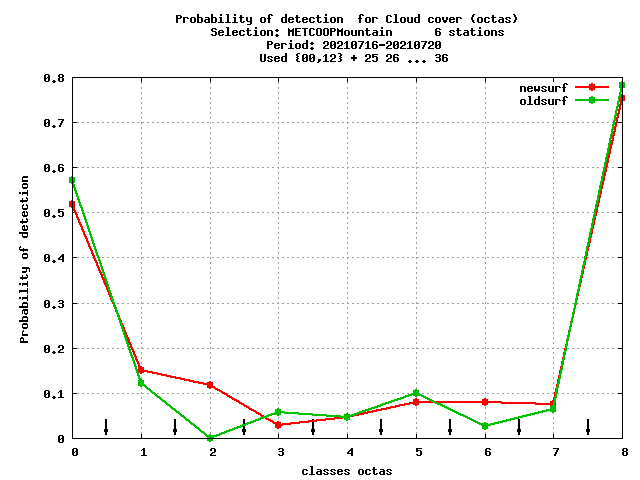 Probability of detection  for Cloud cover (octas)
Selection: METCOOPMountain      6 stations
Period: 20210716-20210720
Used {00,12} + 25 26 ... 36
newsurf
oldsurf
Probability of detection
0.8
0.7
0.6
0.5
0.4
0.3
0.2
0.1
0
0 1 2 3 4 5 6 7 8
classes octas